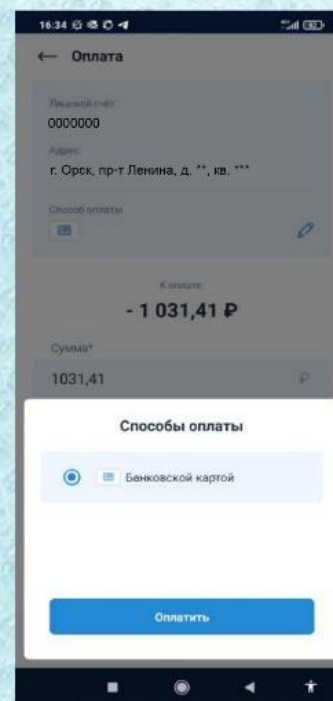 16:34
← Оплата
Лицевой счёт:
0000000
Адрес:
г. Орск, пр-т Ленина, д. **, кв. ***
Способ оплаты
К оплате:
- 1 031,41 ₽
Сумма*
1031,41 ₽
Способы оплаты
Банковской картой
Оплатить